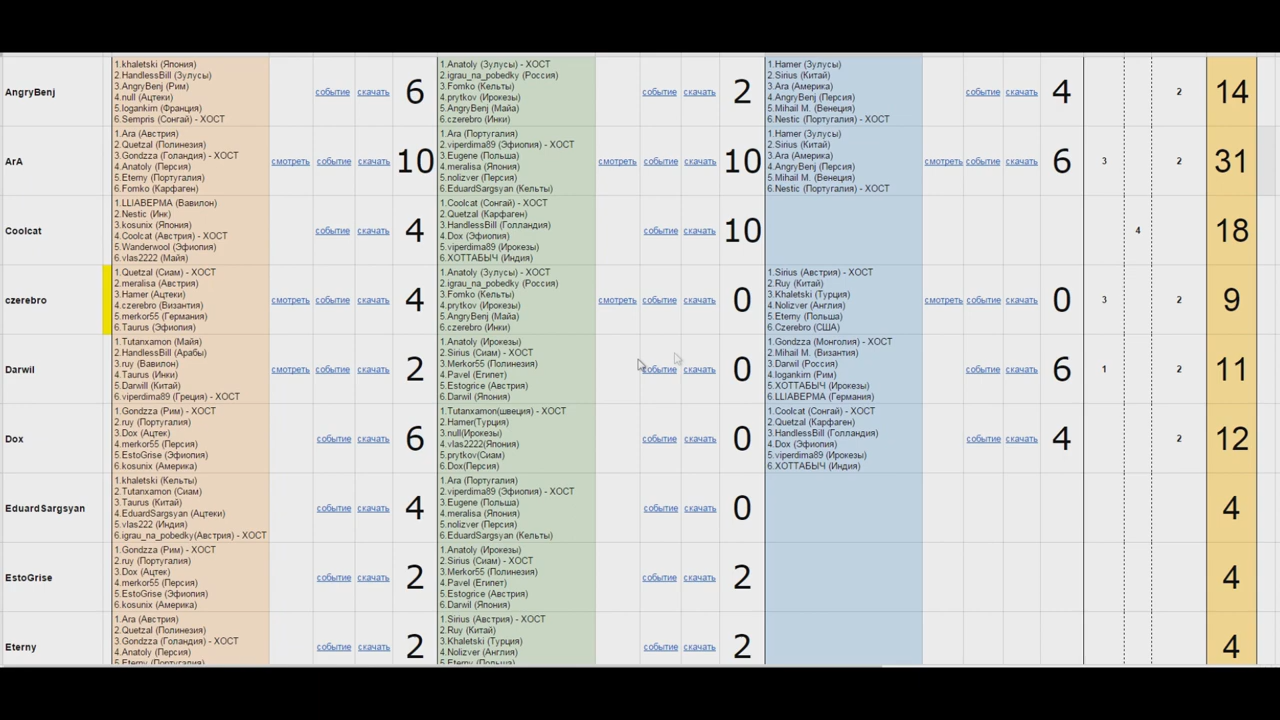 AngryBenj
1.khaletski (Япония)
2.HandlessBill (Зулусы)
3.AngryBenj (Рим)
4.null (Ацтеки)
5.logankim (Франция)
6.Sempris (Сонгай) - ХОСТ
событие скачать 6
1.Anatoly (Зулусы) - ХОСТ
2.igrau_na_pobedky (Россия)
3.Fomko (Кельты)
4.prytkov (Ирокезы)
5.AngryBenj (Майа)
6.czerebro (Инки)
событие скачать 2
1.Hamer (Зулусы)
2.Sirius (Китай)
3.Ara (Америка)
4.AngryBenj (Персия)
5.Mihail M. (Венеция)
6.Nestic (Португалия) - ХОСТ
событие скачать 4 2 14
ArA
1.Ara (Австрия)
2.Quetzal (Полинезия)
3.Gondzza (Голандия) - ХОСТ
4.Anatoly (Персия)
5.Eterny (Португалия)
6.Fomko (Карфаген)
смотреть событие скачать 10
1.Ara (Португалия)
2.viperdima89 (Эфиопия) - ХОСТ
3.Eugene (Польша)
4.meralisa (Япония)
5.nolizver (Персия)
6.EduardSargsyan (Кельты)
смотреть событие скачать 10
1.Hamer (Зулусы)
2.Sirius (Китай)
3.Ara (Америка)
4.AngryBenj (Персия)
5.Mihail M. (Венеция)
6.Nestic (Португалия) - ХОСТ
смотреть событие скачать 6 3 2 31
Coolcat
1.LLIАВЕРМА (Вавилон)
2.Nestic (Инк)
3.kosunix (Япония)
4.Coolcat (Австрия) - ХОСТ
5.Wanderwool (Эфиопия)
6.vlas2222 (Майя)
событие скачать 4
1.Coolcat (Сонгай) - ХОСТ
2.Quetzal (Карфаген)
3.HandlessBill (Голландия)
4.Dox (Эфиопия)
5.viperdima89 (Ирокезы)
6.ХОТТАБЫЧ (Индия)
событие скачать 10 4 18
czerebro
1.Quetzal (Сиам) - ХОСТ
2.meralisa (Австрия)
3.Hamer (Ацтеки)
4.czerebro (Византия)
5.merkor55 (Германия)
6.Taurus (Эфиопия)
смотреть событие скачать 4
1.Anatoly (Зулусы) - ХОСТ
2.igrau_na_pobedky (Россия)
3.Fomko (Кельты)
4.prytkov (Ирокезы)
5.AngryBenj (Майа)
6.czerebro (Инки)
смотреть событие скачать 0
1.Sirius (Австрия) - ХОСТ
2.Ruy (Китай)
3.Khaletski (Турция)
4.Nolizver (Англия)
5.Eterny (Польша)
6.Czerebro (США)
смотреть событие скачать 0 3 2 9
Darwil
1.Tutanxamon (Майя)
2.HandlessBill (Арабы)
3.ruy (Вавилон)
4.Taurus (Инки)
5.Darwill (Китай)
6.viperdima89 (Греция) - ХОСТ
смотреть событие скачать 2
1.Anatoly (Ирокезы)
2.Sirius (Сиам) - ХОСТ
3.Merkor55 (Полинезия)
4.Pavel (Египет)
5.Estogrice (Австрия)
6.Darwil (Япония)
событие скачать 0
1.Gondzza (Монголия) - ХОСТ
2.Mihail M. (Византия)
3.Darwil (Россия)
4.logankim (Рим)
5.ХОТТАБЫЧ (Ирокезы)
6.LLIАВЕРМА (Германия)
событие скачать 6 1 2 11
Dox
1.Gondzza (Рим) - ХОСТ
2.ruy (Португалия)
3.Dox (Ацтек)
4.merkor55 (Персия)
5.EstoGrise (Эфиопия)
6.kosunix (Америка)
событие скачать 6
1.Tutanxamon(швеция) - ХОСТ
2.Hamer(Турция)
3.null(Ирокезы)
4.vlas2222(Япония)
5.prytkov(Сиам)
6.Dox(Персия)
событие скачать 0
1.Coolcat (Сонгай) - ХОСТ
2.Quetzal (Карфаген)
3.HandlessBill (Голландия)
4.Dox (Эфиопия)
5.viperdima89 (Ирокезы)
6.ХОТТАБЫЧ (Индия)
событие скачать 4 2 12
EduardSargsyan
1.khaletski (Кельты)
2.Tutanxamon (Сиам)
3.Taurus (Китай)
4.EduardSargsyan (Ацтеки)
5.vlas222 (Индия)
6.igrau_na_pobedky(Австрия) - ХОСТ
событие скачать 4
1.Ara (Португалия)
2.viperdima89 (Эфиопия) - ХОСТ
3.Eugene (Польша)
4.meralisa (Япония)
5.nolizver (Персия)
6.EduardSargsyan (Кельты)
событие скачать 0 4
EstoGrise
1.Gondzza (Рим) - ХОСТ
2.ruy (Португалия)
3.Dox (Ацтек)
4.merkor55 (Персия)
5.EstoGrise (Эфиопия)
6.kosunix (Америка)
событие скачать 2
1.Anatoly (Ирокезы)
2.Sirius (Сиам) - ХОСТ
3.Merkor55 (Полинезия)
4.Pavel (Египет)
5.Estogrice (Австрия)
6.Darwil (Япония)
событие скачать 2 4
Eterny
1.Ara (Австрия)
2.Quetzal (Полинезия)
3.Gondzza (Голандия) - ХОСТ
4.Anatoly (Персия)
5.Eterny (Португалия)
событие скачать 2
1.Sirius (Австрия) - ХОСТ
2.Ruy (Китай)
3.Khaletski (Турция)
4.Nolizver (Англия)
5.Eterny (Польша)
событие скачать 2 4